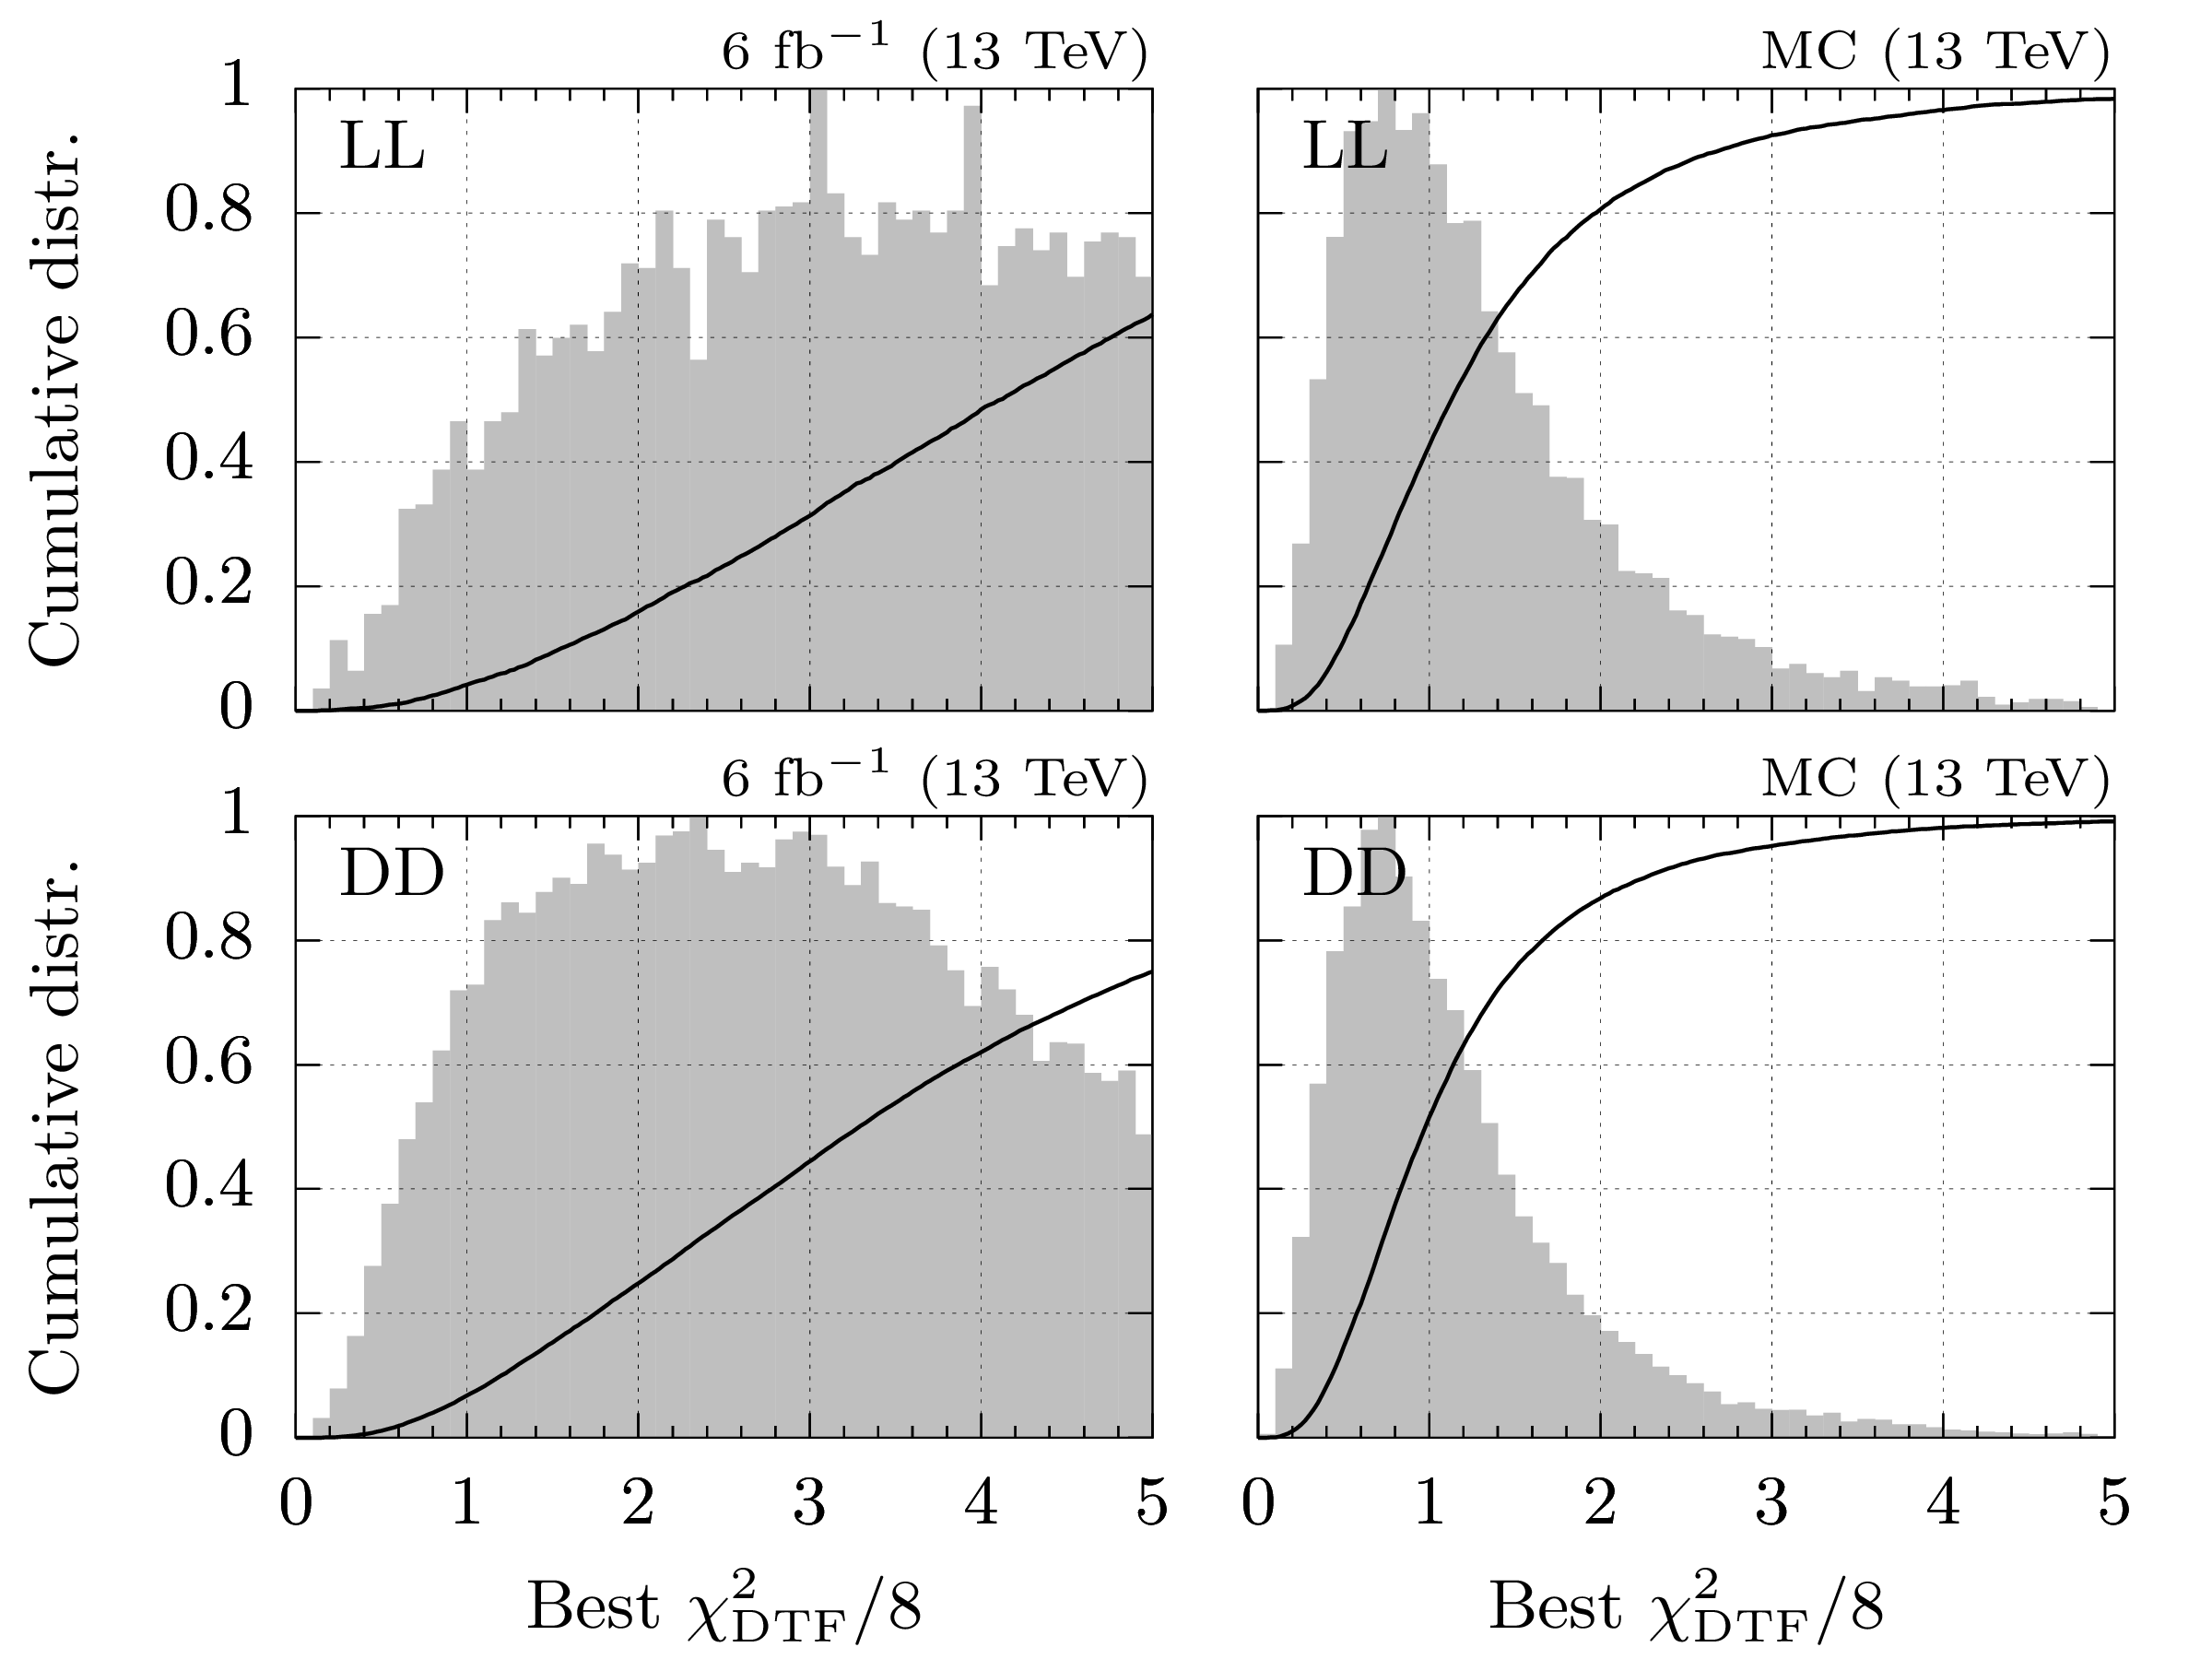 6 fb⁻¹ (13 TeV)
MC (13 TeV)
Cumulative distr.
1
0.8
0.6
0.4
0.2
0
LL
LL
6 fb⁻¹ (13 TeV)
MC (13 TeV)
Cumulative distr.
1
0.8
0.6
0.4
0.2
0
DD
DD
0 1 2 3 4 5
0 1 2 3 4 5
Best χ²_DTF/8
Best χ²_DTF/8